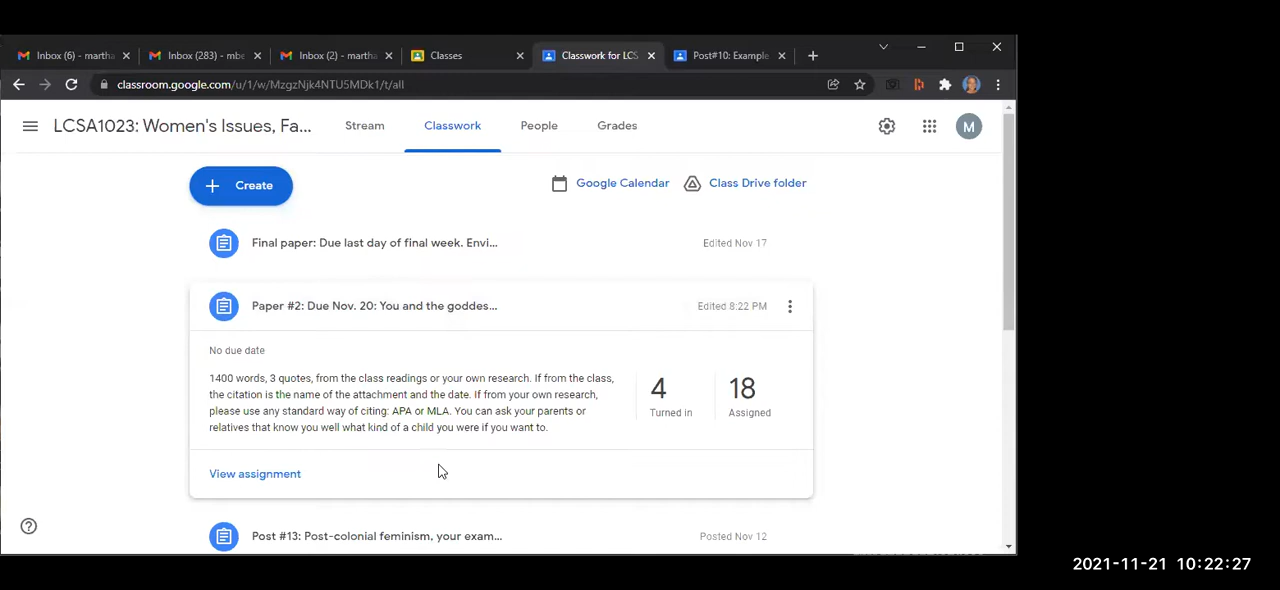 Inbox (6) - martha
Inbox (283) - mbe
Inbox (2) - martha
Classes
Classwork for LCS
Post#10: Example
classroom.google.com/u/1/w/MzgzNjk4NTU5MDk1/t/all
LCSA1023: Women's Issues, Fa...
Stream
Classwork
People
Grades
M
Create
Google Calendar
Class Drive folder
Final paper: Due last day of final week. Envi...
Edited Nov 17
Paper #2: Due Nov. 20: You and the goddes...
Edited 8:22 PM
No due date
1400 words, 3 quotes, from the class readings or your own research. If from the class,
the citation is the name of the attachment and the date. If from your own research,
please use any standard way of citing: APA or MLA. You can ask your parents or
relatives that know you well what kind of a child you were if you want to.
4
Turned in
18
Assigned
View assignment
Post #13: Post-colonial feminism, your exam...
Posted Nov 12
2021-11-21 10:22:27